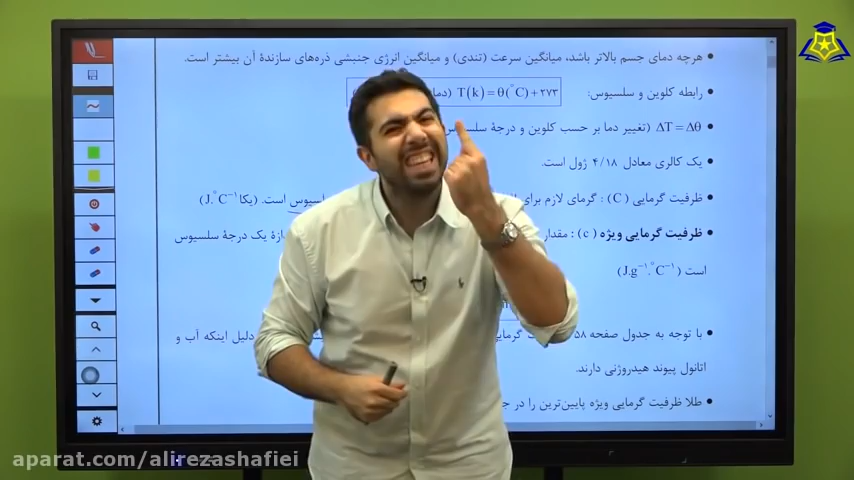 هرچه دمای جسم بالاتر باشد، میانگین سرعت (تندی) و میانگین انرژی جنبشی ذره‌های سازندهٔ آن بیشتر است.
رابطه کلوین و سلسیوس: T(k)=θ(°C)+۲۷۳ (دما
ΔT=Δθ (تغییر دما بر حسب کلوین و درجهٔ
یک کالری معادل ۴/۱۸ ژول است.
ظرفیت گرمایی (C) : گرمای لازم برای است. (یکا J.°C⁻¹)
ظرفیت گرمایی ویژه (c) : مقدار یک درجهٔ سلسیوس
است (J.g⁻¹.°C⁻¹)
با توجه به جدول صفحه ۵۸ دلیل اینکه آب و
اتانول پیوند هیدروژنی دارند.
طلا ظرفیت گرمایی ویژه پایین‌ترین را در
aparat.com/alirezashafiei